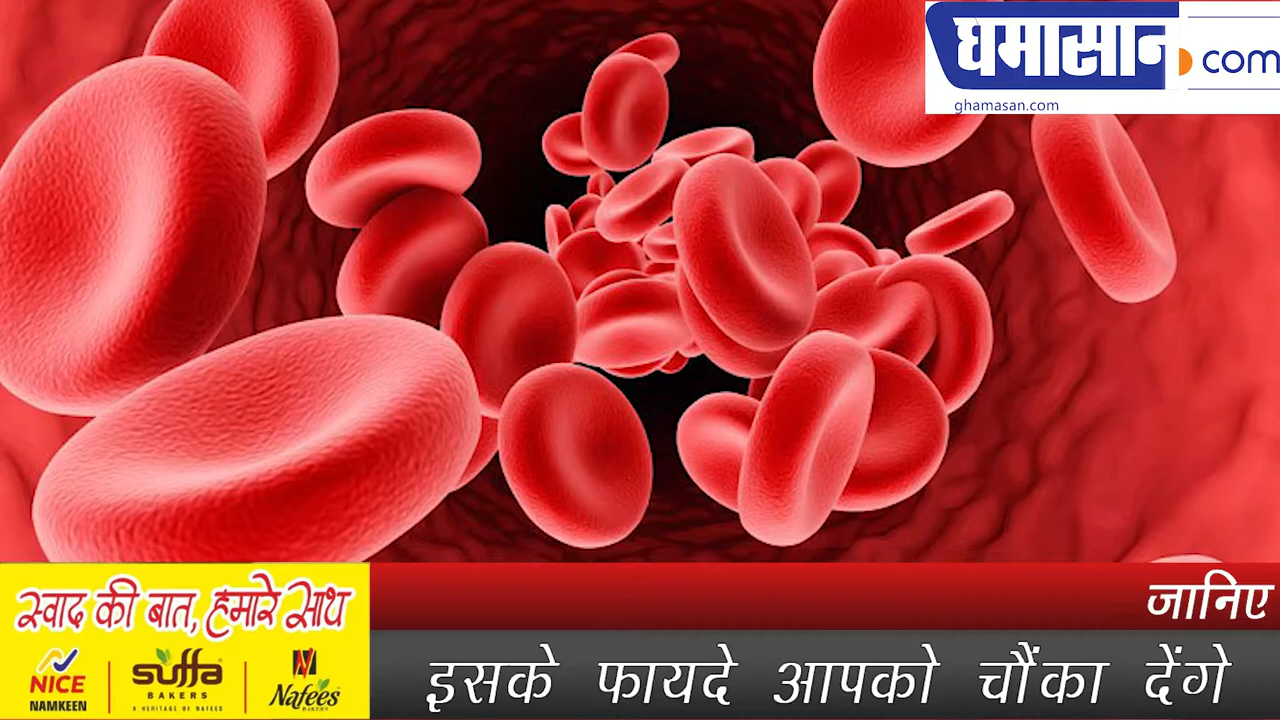 घमासान.com
ghamasan.com
स्वाद की बात, हमारे साथ
NICE
NAMKEEN
suffa
BAKERS
A HERITAGE OF NAFEES
Nafees
जानिए
इसके फायदे आपको चौंका देंगे